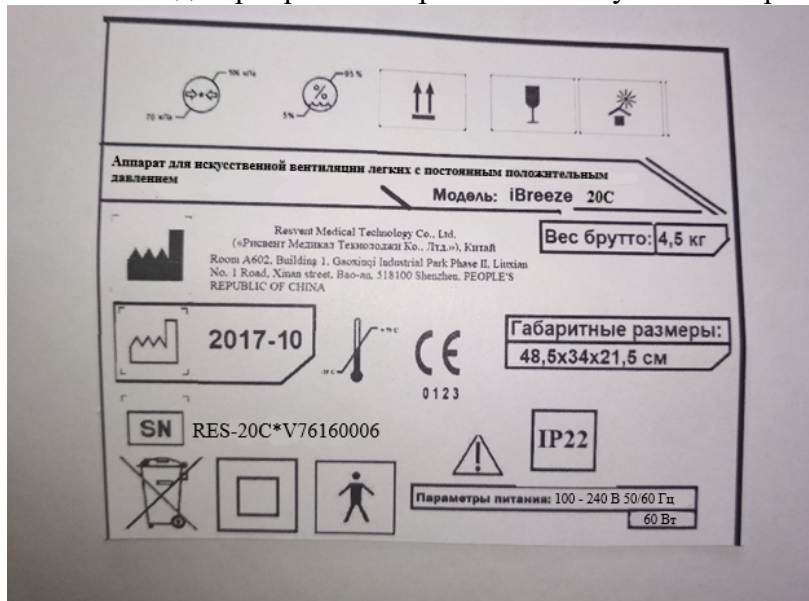 106 кПа
70 кПа
95 %
%
5%
Аппарат для искусственной вентиляции легких с постоянным положительным
давлением
Модель: iBreeze 20C
Resvent Medical Technology Co., Ltd.
(«Рисвент Медикал Текнолоджи Ко., Лтд.»), Китай
Room A602, Building 1, Gaoxinqi Industrial Park Phase II, Liuxian
No. 1 Road, Xinan street, Bao-an, 518100 Shenzhen, PEOPLE'S
REPUBLIC OF CHINA
Вес брутто: 4,5 кг
2017-10
CE
0123
Габаритные размеры:
48,5x34x21,5 см
SN RES-20C*V76160006
IP22
Параметры питания: 100 - 240 В 50/60 Гц
60 Вт